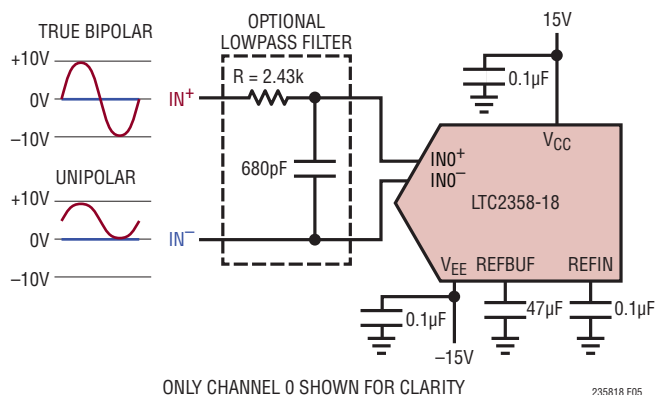 TRUE BIPOLAR
+10V
0V
–10V
UNIPOLAR
+10V
0V
–10V
IN+
IN–
OPTIONAL
LOWPASS FILTER
R = 2.43k
680pF
15V
0.1µF
VCC
IN0+
IN0–
LTC2358-18
VEE REFBUF REFIN
0.1µF
47µF
0.1µF
–15V
ONLY CHANNEL 0 SHOWN FOR CLARITY
235818 F05